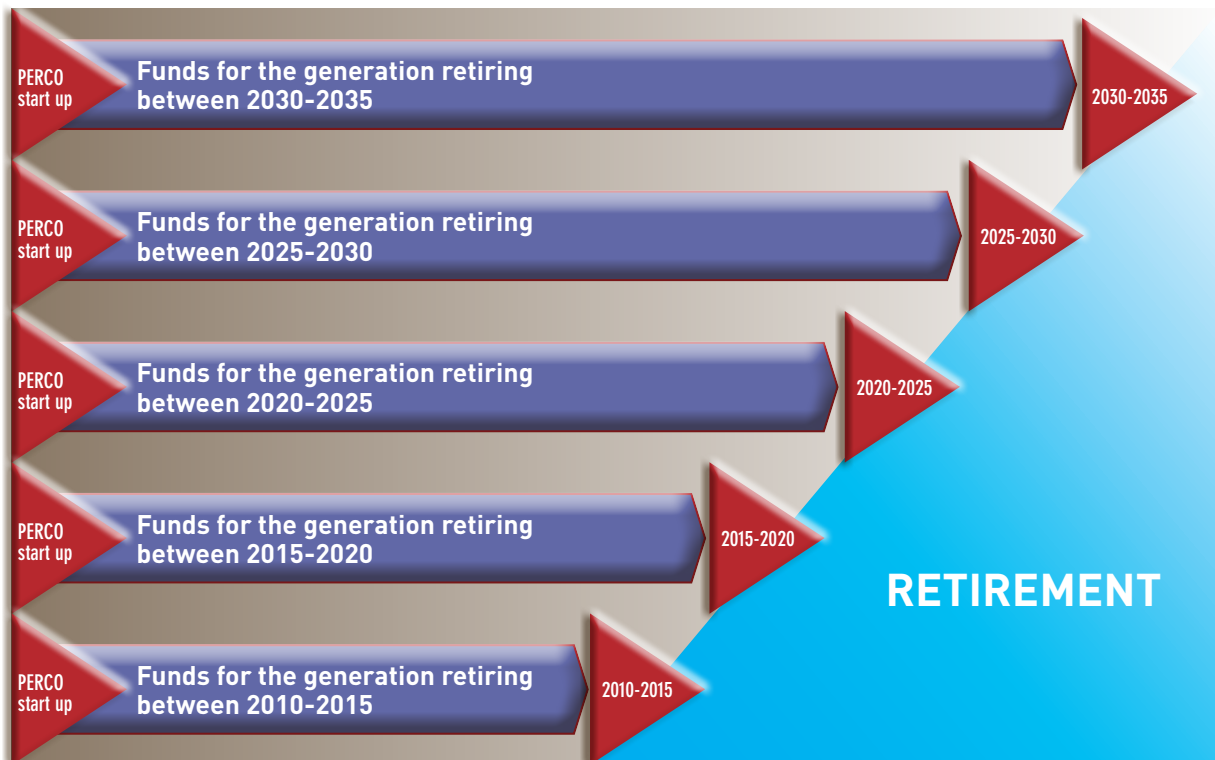 PERCO
start up
Funds for the generation retiring
between 2030-2035
2030-2035
PERCO
start up
Funds for the generation retiring
between 2025-2030
2025-2030
PERCO
start up
Funds for the generation retiring
between 2020-2025
2020-2025
PERCO
start up
Funds for the generation retiring
between 2015-2020
2015-2020
RETIREMENT
PERCO
start up
Funds for the generation retiring
between 2010-2015
2010-2015